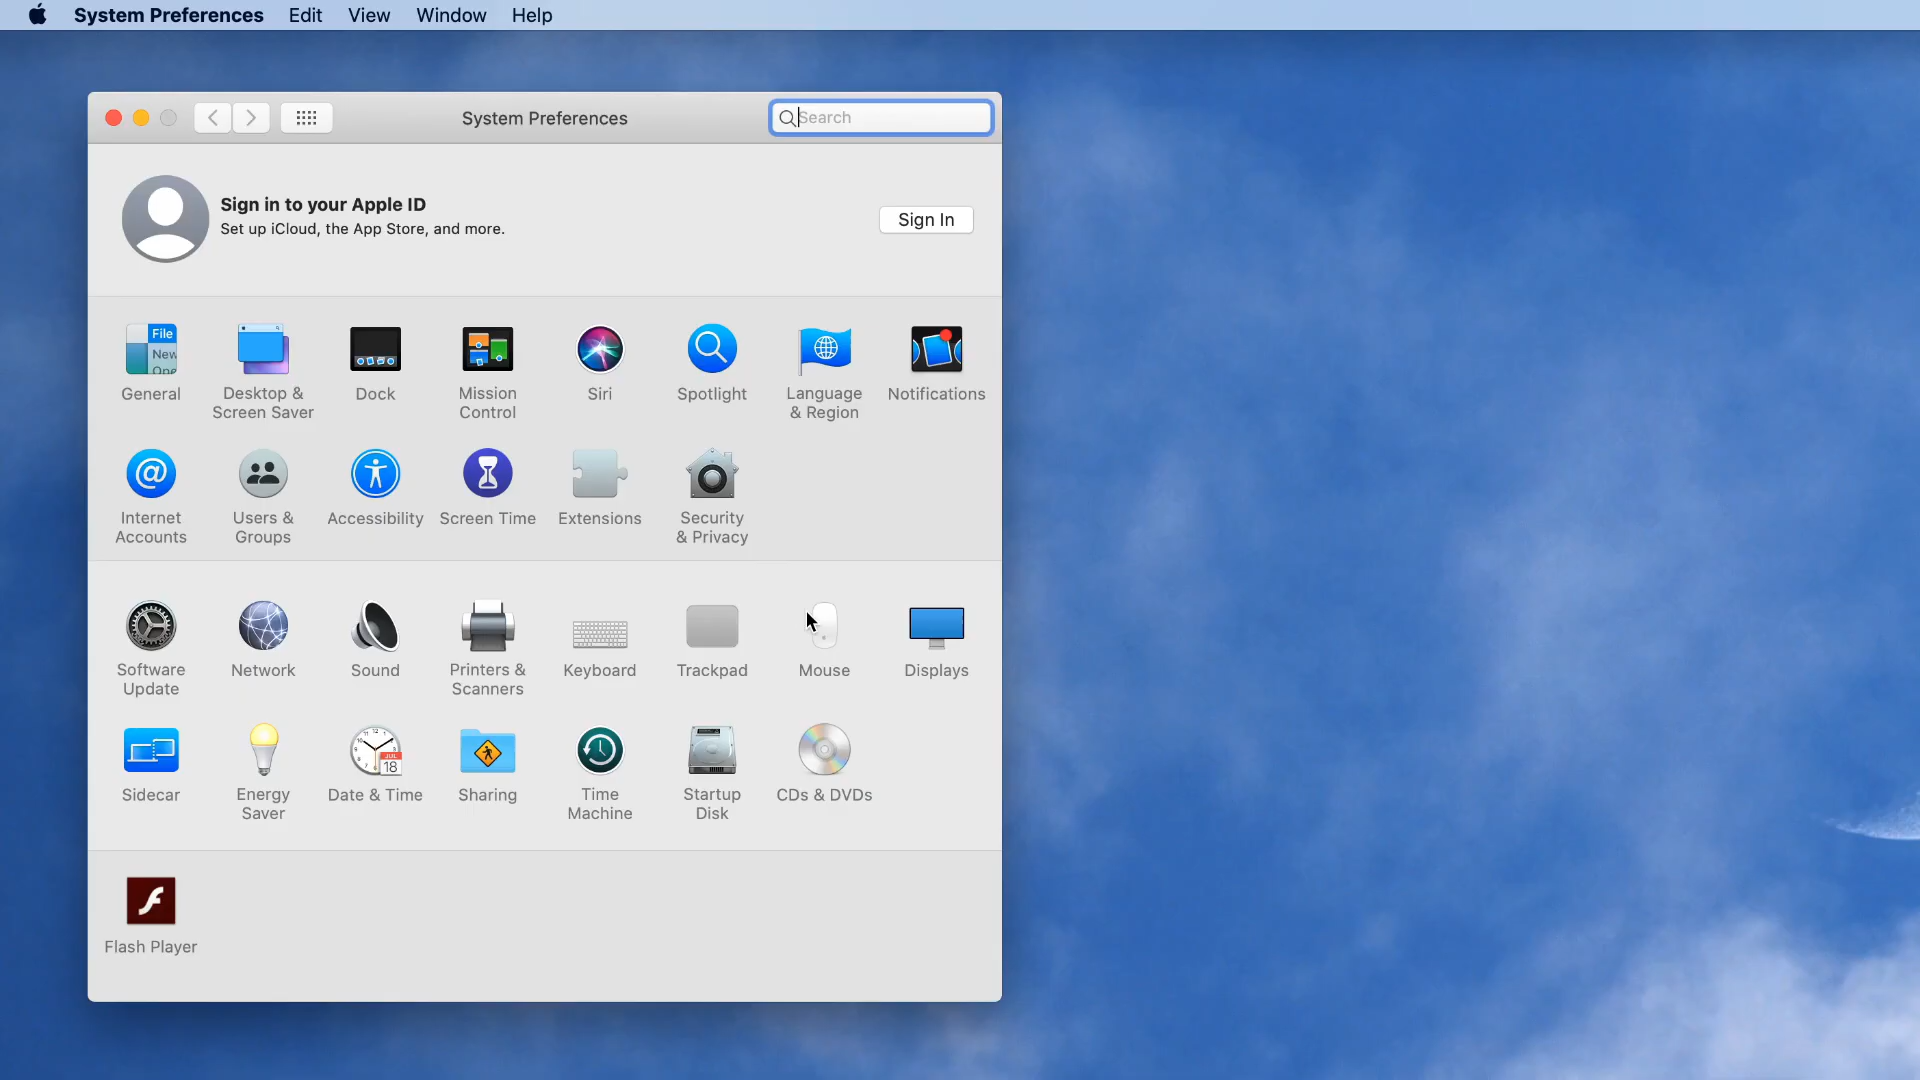 System Preferences Edit View Window Help
System Preferences
Search
Sign in to your Apple ID
Set up iCloud, the App Store, and more.
Sign In
File
New
Ope
General
Desktop &
Screen Saver
Dock
Mission
Control
Siri
Spotlight
Language
& Region
Notifications
@
Internet
Accounts
Users &
Groups
Accessibility
Screen Time
Extensions
Security
& Privacy
Software
Update
Network
Sound
Printers &
Scanners
Keyboard
Trackpad
Mouse
Displays
Sidecar
Energy
Saver
JUL
18
Date & Time
Sharing
Time
Machine
Startup
Disk
CDs & DVDs
Flash Player